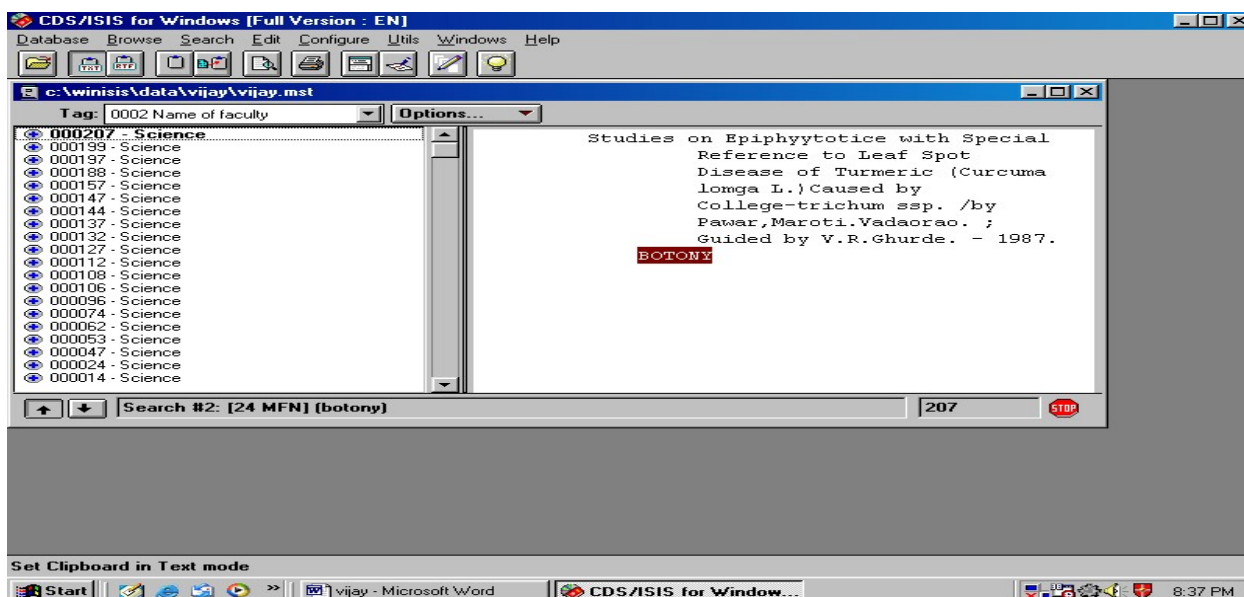 CDS/ISIS for Windows [Full Version : EN]
Database Browse Search Edit Configure Utils Windows Help
TXT RTF
c:\winisis\data\vijay\vijay.mst
Tag: 0002 Name of faculty Options...
000207 - Science
000199 - Science
000197 - Science
000188 - Science
000157 - Science
000147 - Science
000144 - Science
000137 - Science
000132 - Science
000127 - Science
000112 - Science
000108 - Science
000106 - Science
000096 - Science
000074 - Science
000062 - Science
000053 - Science
000047 - Science
000024 - Science
000014 - Science
Studies on Epiphyytotice with Special
Reference to Leaf Spot
Disease of Turmeric (Curcuma
lomga L.)Caused by
College-trichum ssp. /by
Pawar,Maroti.Vadaorao. ;
Guided by V.R.Ghurde. - 1987.
BOTONY
Search #2: [24 MFN] (botony) 207 STOP
Set Clipboard in Text mode
Start » vijay - Microsoft Word CDS/ISIS for Window... 8:37 PM